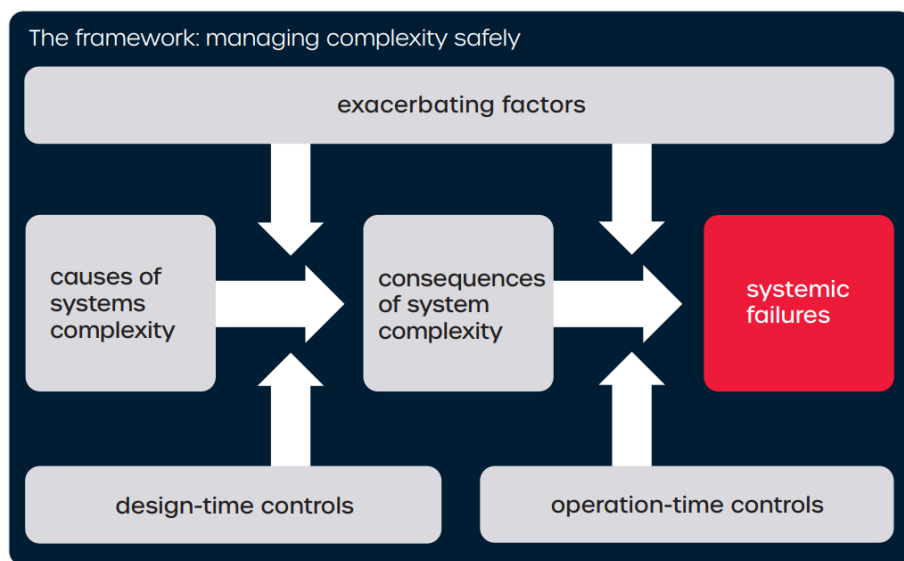 The framework: managing complexity safely
exacerbating factors
causes of
systems
complexity
consequences
of system
complexity
systemic
failures
design-time controls
operation-time controls